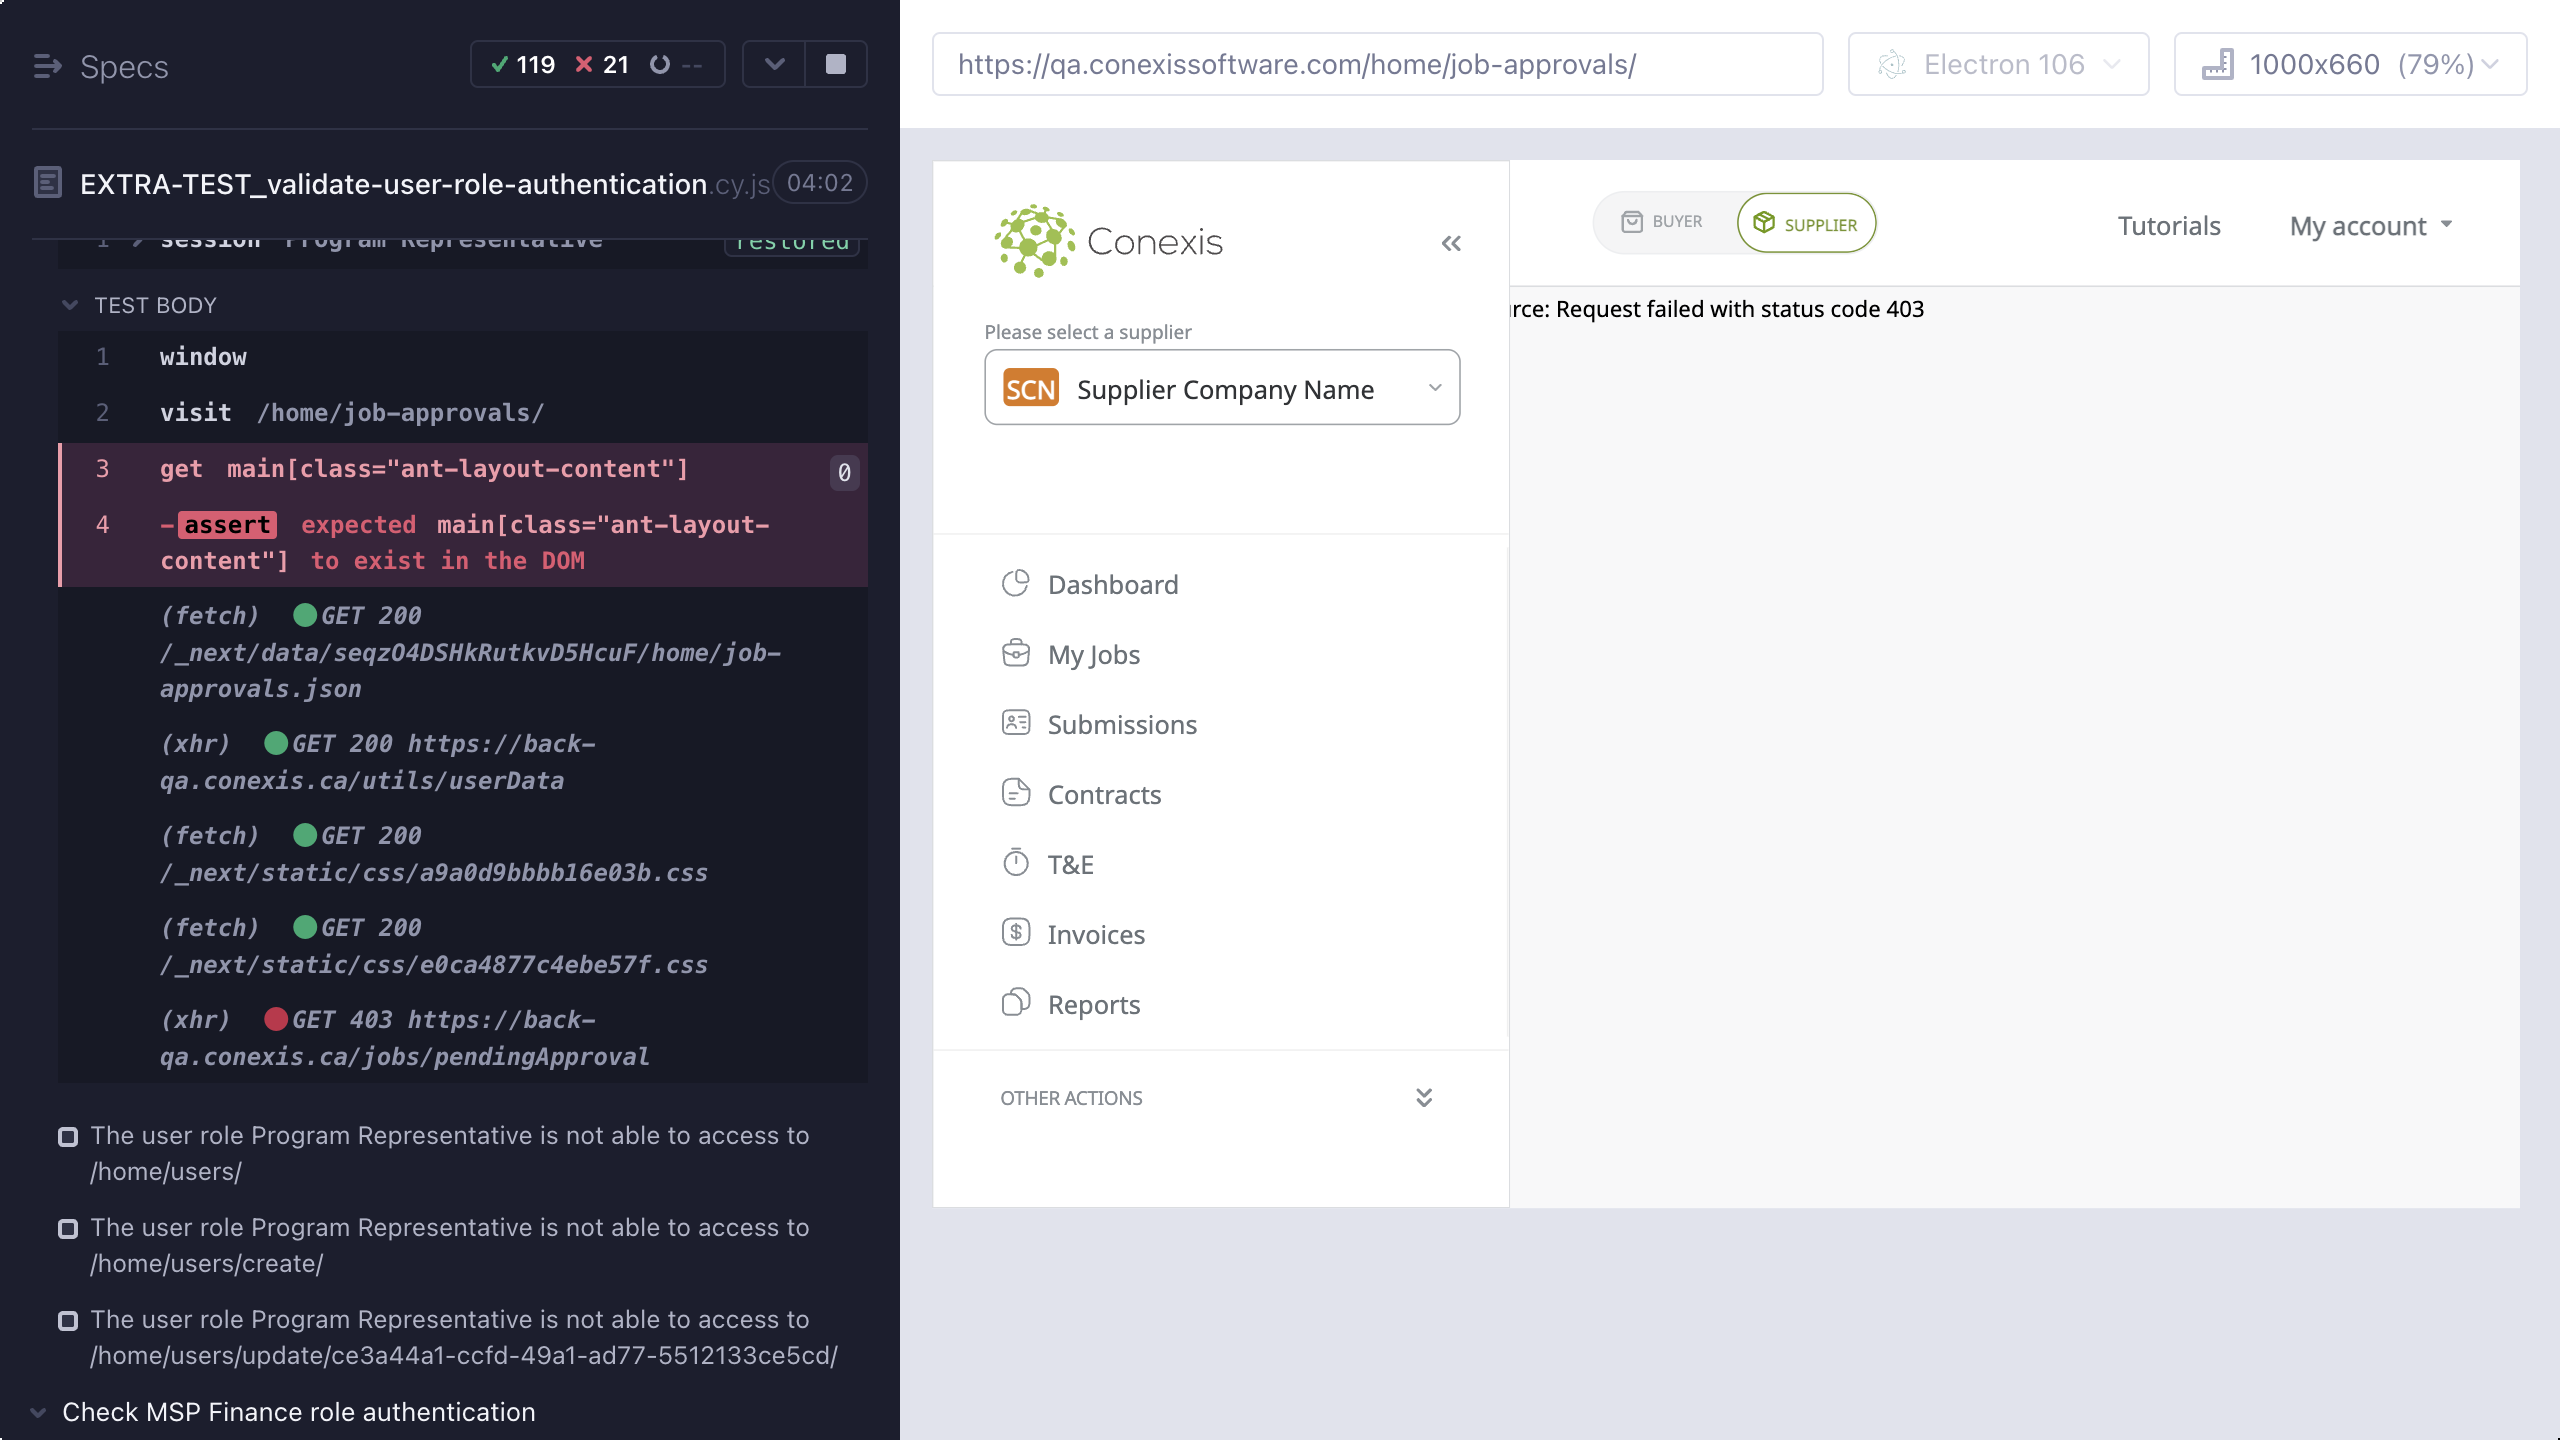 Specs
119
21
--
EXTRA-TEST_validate-user-role-authentication.cy.js
04:02
1 session Program Representative
restored
TEST BODY
1 window
2 visit /home/job-approvals/
3 get main[class="ant-layout-content"]
0
4 -assert expected main[class="ant-layout-
content"] to exist in the DOM
(fetch) GET 200
/_next/data/seqzO4DSHkRutkvD5HcuF/home/job-
approvals.json
(xhr) GET 200 https://back-
qa.conexis.ca/utils/userData
(fetch) GET 200
/_next/static/css/a9a0d9bbbb16e03b.css
(fetch) GET 200
/_next/static/css/e0ca4877c4ebe57f.css
(xhr) GET 403 https://back-
qa.conexis.ca/jobs/pendingApproval
The user role Program Representative is not able to access to
/home/users/
The user role Program Representative is not able to access to
/home/users/create/
The user role Program Representative is not able to access to
/home/users/update/ce3a44a1-ccfd-49a1-ad77-5512133ce5cd/
Check MSP Finance role authentication
https://qa.conexissoftware.com/home/job-approvals/
Electron 106
1000x660 (79%)
Conexis
BUYER
SUPPLIER
Tutorials
My account
Please select a supplier
SCN Supplier Company Name
rce: Request failed with status code 403
Dashboard
My Jobs
Submissions
Contracts
T&E
Invoices
Reports
OTHER ACTIONS